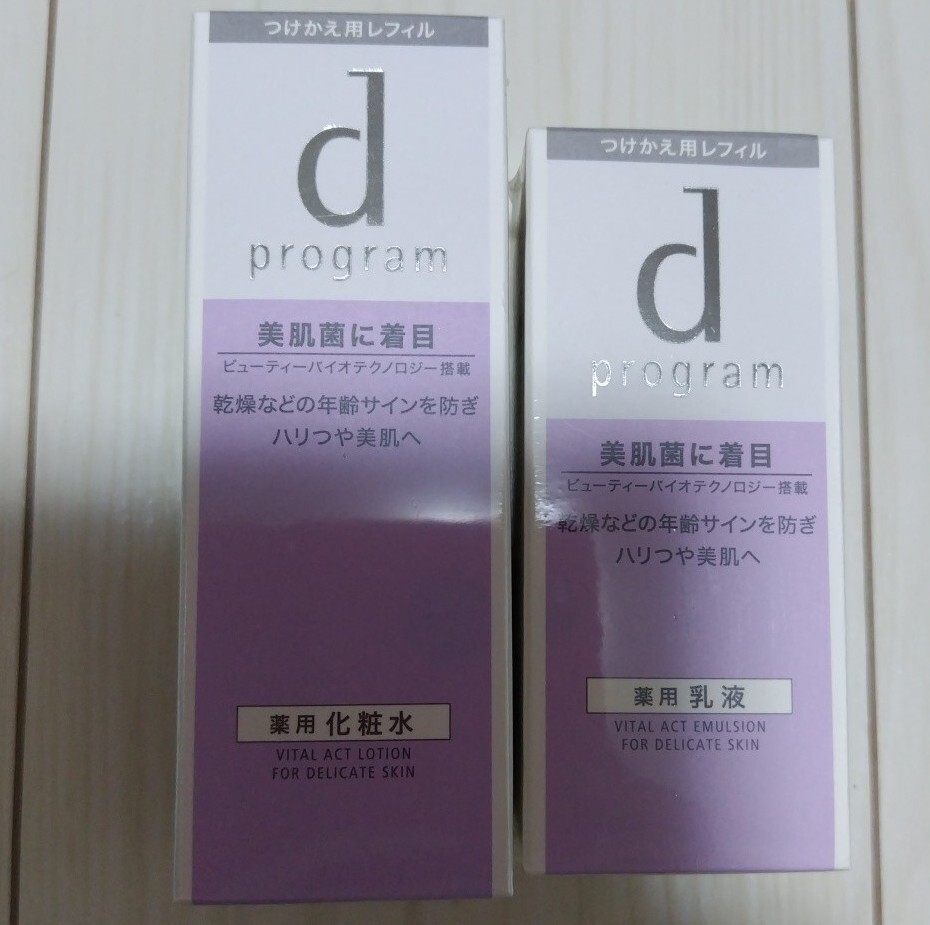 つけかえ用レフィル
d
program
美肌菌に着目
ビューティーバイオテクノロジー搭載
乾燥などの年齢サインを防ぎ
ハリつや美肌へ
薬用 化粧水
VITAL ACT LOTION
FOR DELICATE SKIN
つけかえ用レフィル
d
program
美肌菌に着目
ビューティーバイオテクノロジー搭載
乾燥などの年齢サインを防ぎ
ハリつや美肌へ
薬用 乳液
VITAL ACT EMULSION
FOR DELICATE SKIN